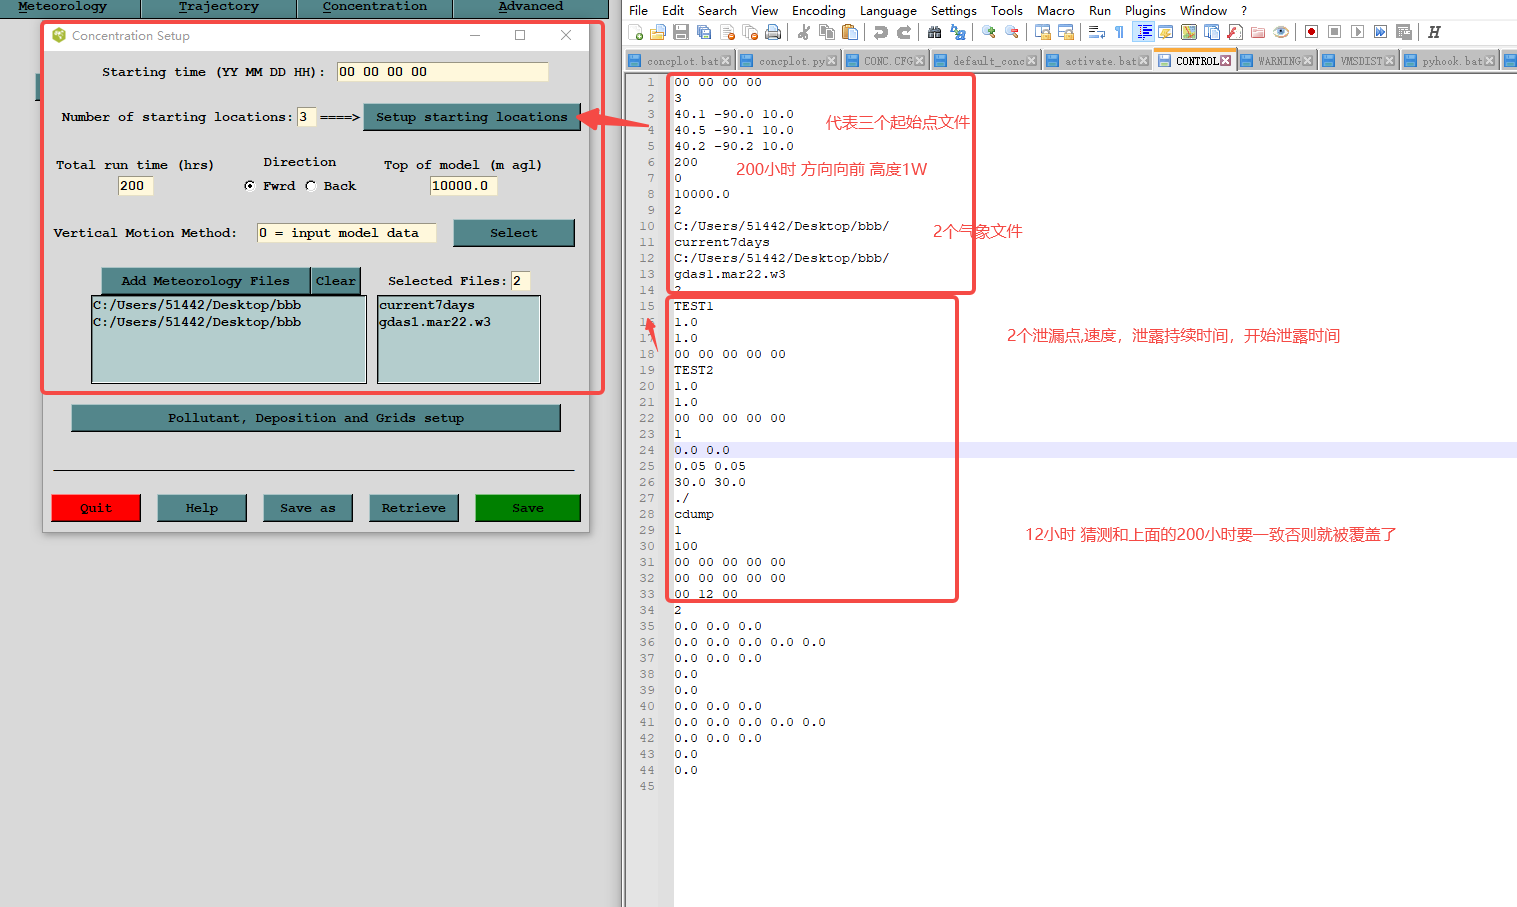 Meteorology Trajectory Concentration Advanced
Concentration Setup
Starting time (YY MM DD HH): 00 00 00 00
Number of starting locations: 3 ====> Setup starting locations
Total run time (hrs) Direction Top of model (m agl)
200 Fwrd Back 10000.0
Vertical Motion Method: 0 = input model data Select
Add Meteorology Files Clear Selected Files: 2
C:/Users/51442/Desktop/bbb current7days
C:/Users/51442/Desktop/bbb gdas1.mar22.w3
Pollutant, Deposition and Grids setup
Quit Help Save as Retrieve Save
File Edit Search View Encoding Language Settings Tools Macro Run Plugins Window ?
concplot.bat concplot.py CONC.CFG default_conc activate.bat CONTROL WARNING VMSDIST pyhook.bat
1 00 00 00 00
2 3
3 40.1 -90.0 10.0
4 40.5 -90.1 10.0
5 40.2 -90.2 10.0
6 200
7 0
8 10000.0
9 2
10 C:/Users/51442/Desktop/bbb/
11 current7days
12 C:/Users/51442/Desktop/bbb/
13 gdas1.mar22.w3
14 2
15 TEST1
16 1.0
17 1.0
18 00 00 00 00 00
19 TEST2
20 1.0
21 1.0
22 00 00 00 00 00
23 1
24 0.0 0.0
25 0.05 0.05
26 30.0 30.0
27 ./
28 cdump
29 1
30 100
31 00 00 00 00 00
32 00 00 00 00 00
33 00 12 00
34 2
35 0.0 0.0 0.0
36 0.0 0.0 0.0 0.0 0.0
37 0.0 0.0 0.0
38 0.0
39 0.0
40 0.0 0.0 0.0
41 0.0 0.0 0.0 0.0 0.0
42 0.0 0.0 0.0
43 0.0
44 0.0
45
代表三个起始点文件
200小时 方向向前 高度1W
2个气象文件
2个泄漏点,速度，泄露持续时间，开始泄露时间
12小时 猜测和上面的200小时要一致否则就被覆盖了